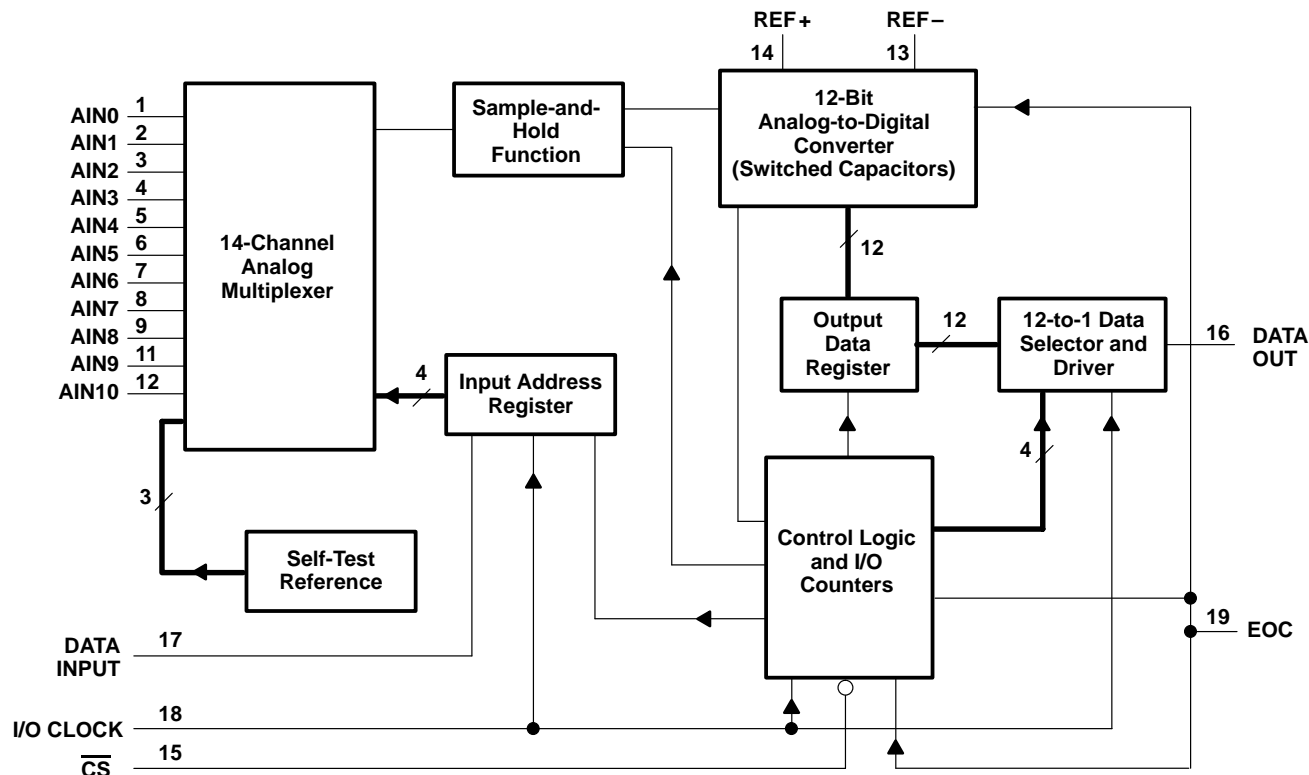 REF+
REF–
14
13
12-Bit
Analog-to-Digital
Converter
(Switched Capacitors)
Sample-and-
Hold
Function
14-Channel
Analog
Multiplexer
AIN0 1
AIN1 2
AIN2 3
AIN3 4
AIN4 5
AIN5 6
AIN6 7
AIN7 8
AIN8 9
AIN9 11
AIN10 12
12
Output
Data
Register
12
12-to-1 Data
Selector and
Driver
16
DATA
OUT
4
Input Address
Register
4
3
Self-Test
Reference
Control Logic
and I/O
Counters
19
EOC
DATA
INPUT
17
I/O CLOCK
18
CS
15